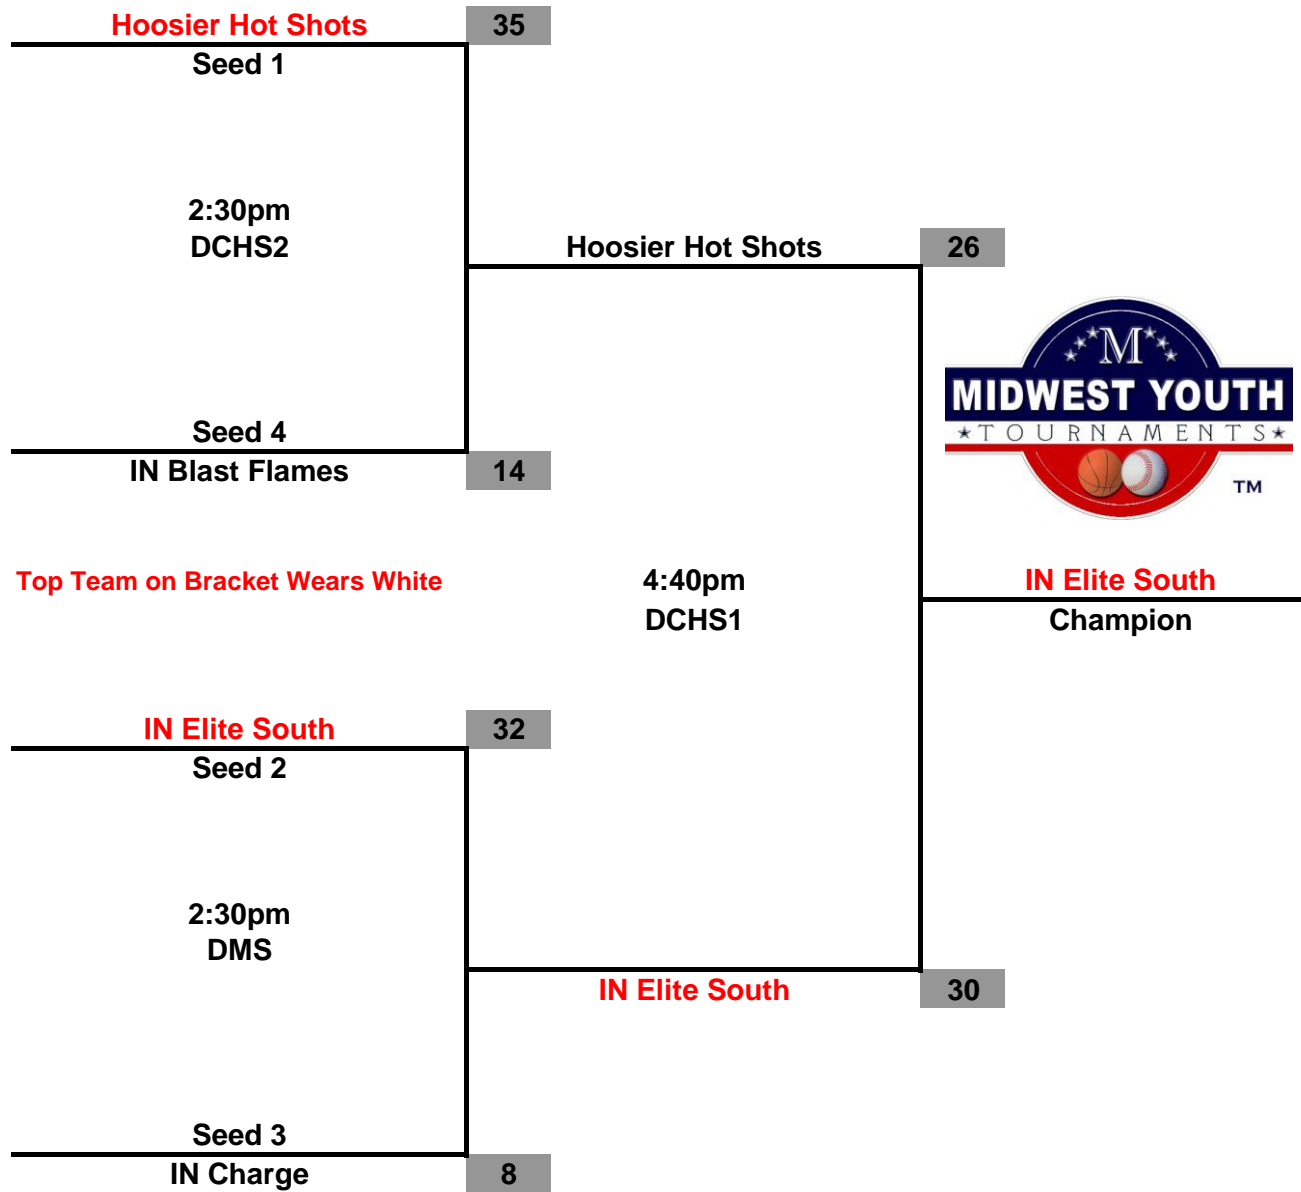 Hoosier Hot Shots 35
Seed 1
2:30pm
DCHS2
Hoosier Hot Shots 26
M
MIDWEST YOUTH
TOURNAMENTS
TM
Seed 4
IN Blast Flames 14
Top Team on Bracket Wears White
4:40pm
DCHS1
IN Elite South
Champion
IN Elite South 32
Seed 2
2:30pm
DMS
IN Elite South 30
Seed 3
IN Charge 8